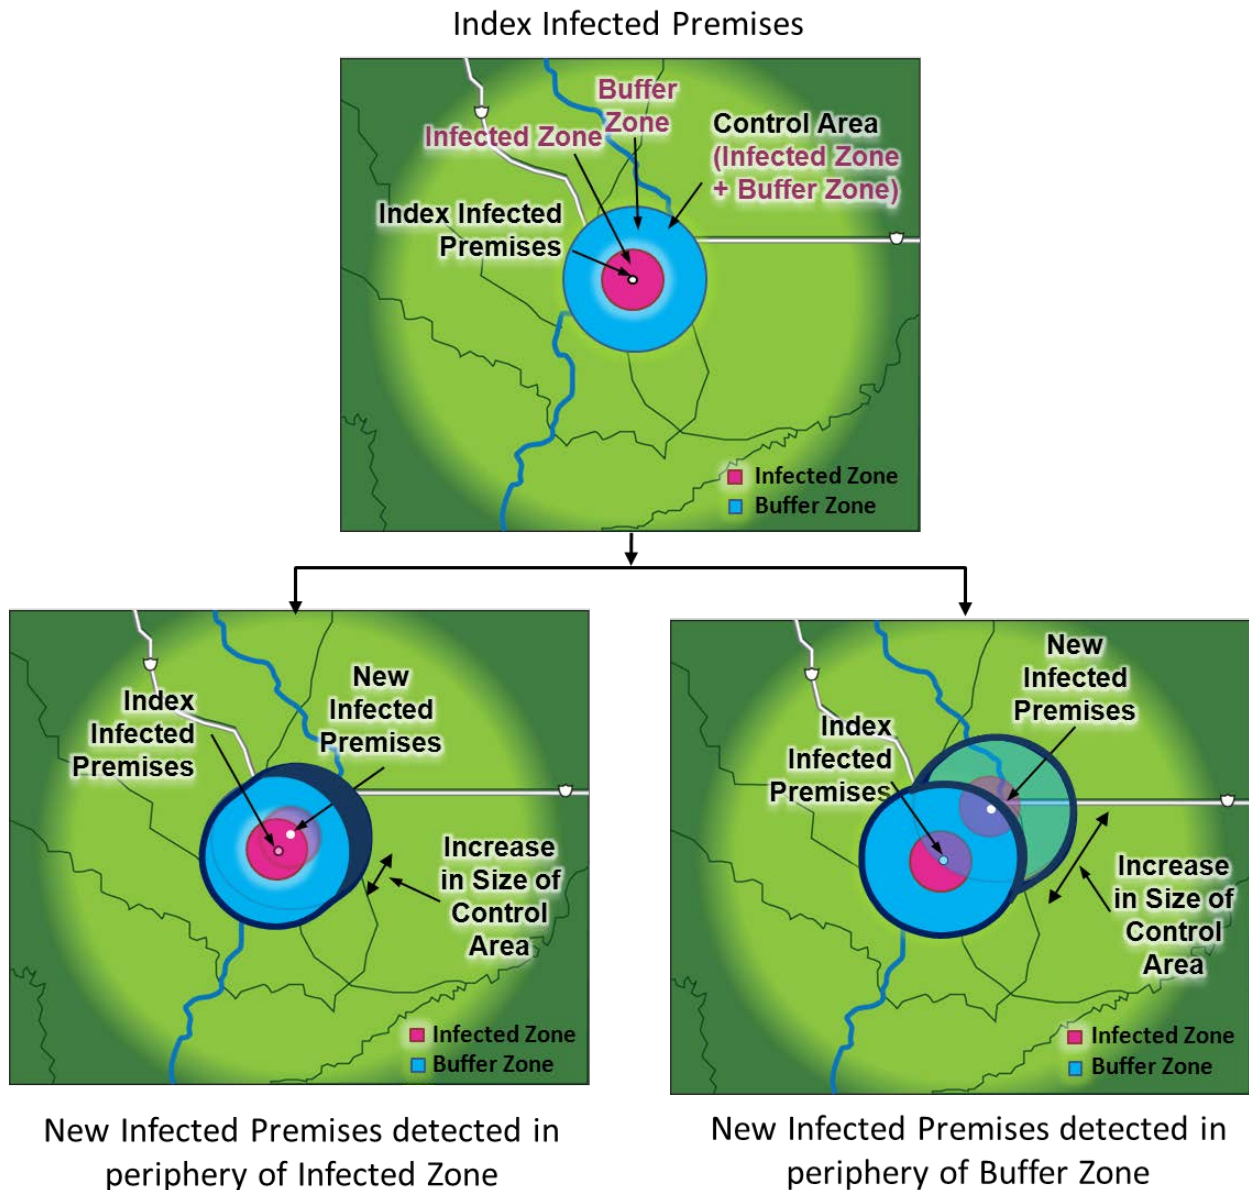 Index Infected Premises
Buffer
Zone
Infected Zone
Control Area
(Infected Zone
+ Buffer Zone)
Index Infected
Premises
Infected Zone
Buffer Zone
Index
Infected
Premises
New
Infected
Premises
Increase
in Size of
Control
Area
Infected Zone
Buffer Zone
New Infected Premises detected in
periphery of Infected Zone
Index
Infected
Premises
New
Infected
Premises
Increase
in Size of
Control
Area
Infected Zone
Buffer Zone
New Infected Premises detected in
periphery of Buffer Zone